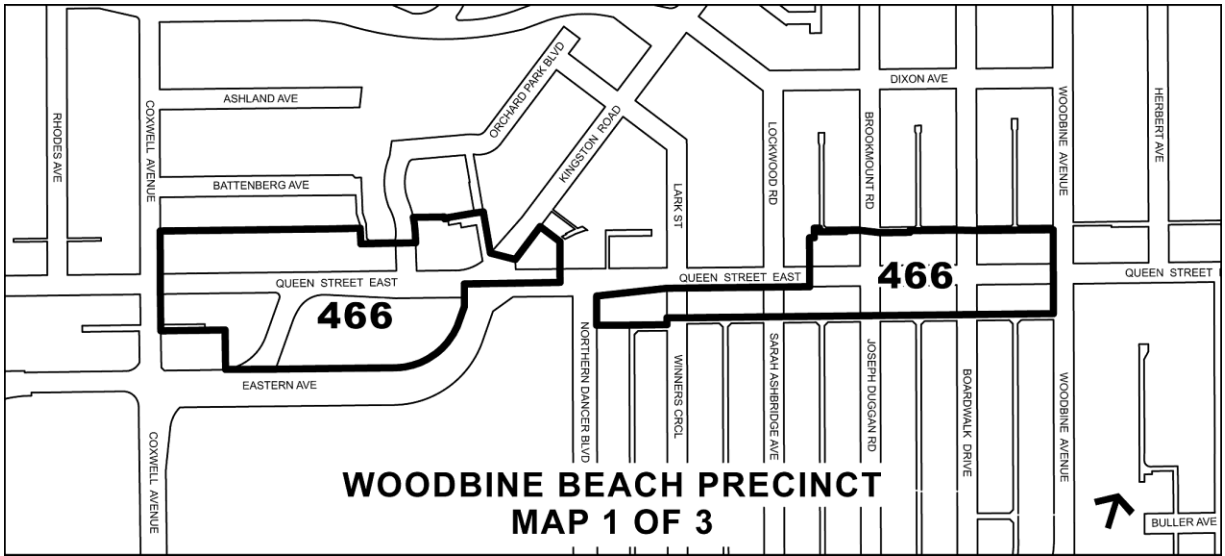 DIXON AVE
ASHLAND AVE
ORCHARD PARK BLVD
KINGSTON ROAD
RHODES AVE
COXWELL AVENUE
LOCKWOOD RD
BROOKMOUNT RD
WOODBINE AVENUE
HERBERT AVE
BATTENBERG AVE
LARK ST
QUEEN STREET EAST
466
QUEEN STREET EAST
466
QUEEN STREET
EASTERN AVE
NORTHERN DANCER BLVD
WINNERS CRCL
SARAH ASHBRIDGE AVE
JOSEPH DUGGAN RD
BOARDWALK DRIVE
WOODBINE AVENUE
COXWELL AVENUE
WOODBINE BEACH PRECINCT
MAP 1 OF 3
BULLER AVE